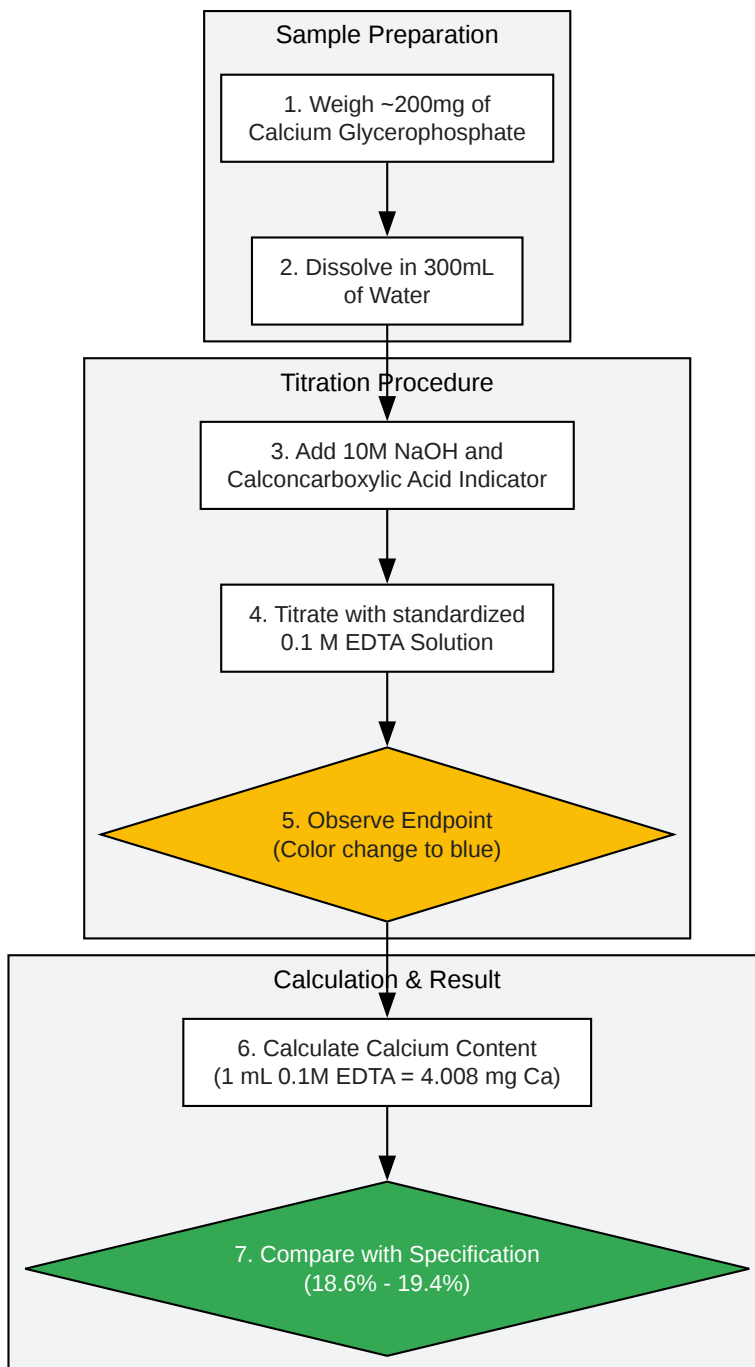 Sample Preparation
1. Weigh ~200mg of
Calcium Glycerophosphate
2. Dissolve in 300mL
of Water
Titration Procedure
3. Add 10M NaOH and
Calconcarboxylic Acid Indicator
4. Titrate with standardized
0.1 M EDTA Solution
5. Observe Endpoint
(Color change to blue)
Calculation & Result
6. Calculate Calcium Content
(1 mL 0.1M EDTA = 4.008 mg Ca)
7. Compare with Specification
(18.6% - 19.4%)